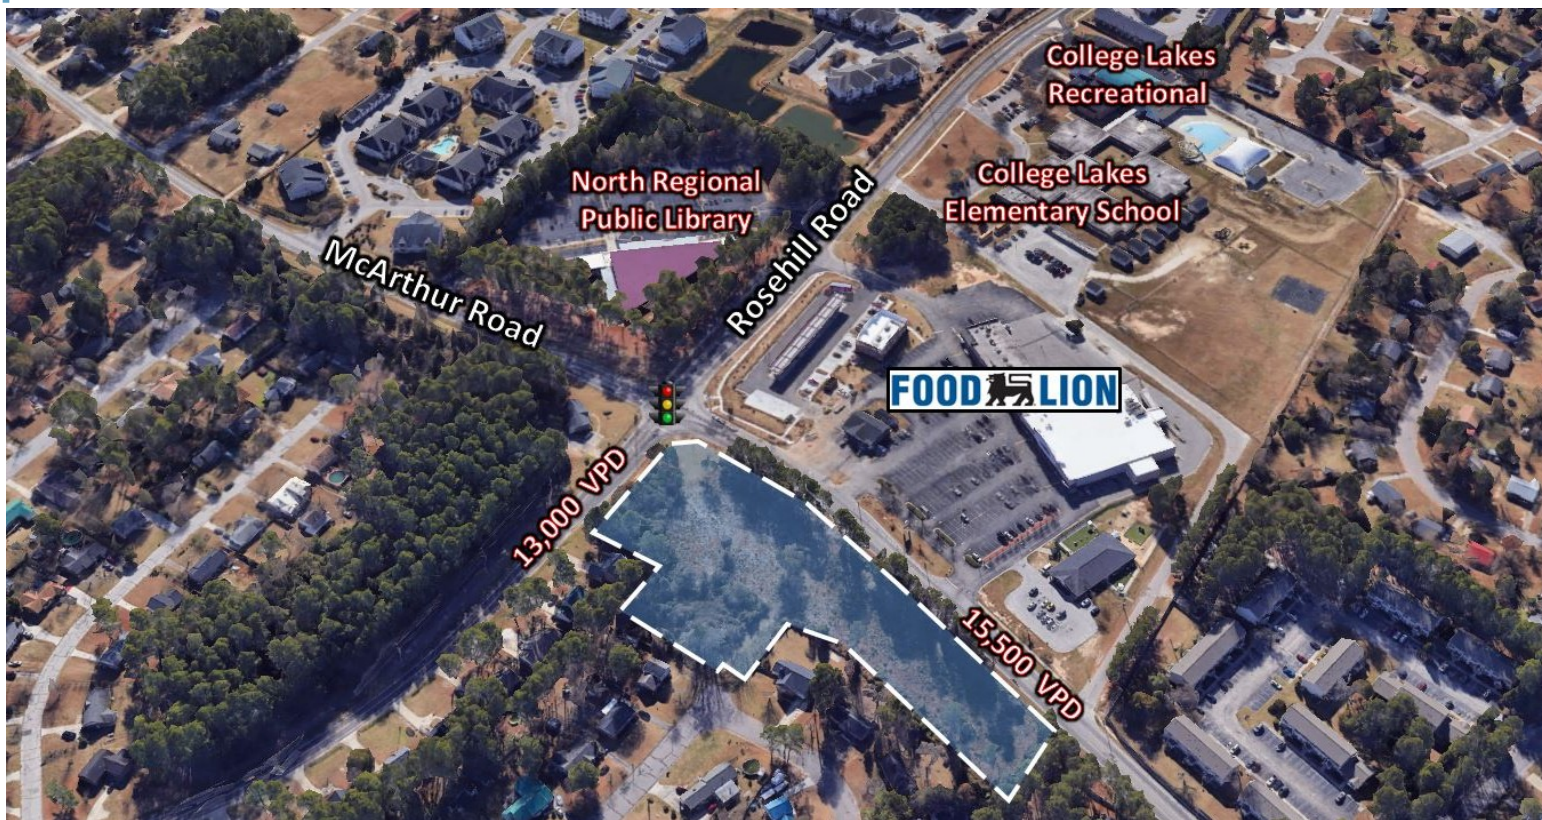 College Lakes
Recreational
College Lakes
Elementary School
North Regional
Public Library
Rosehill Road
McArthur Road
FOOD LION
13,000 VPD
15,500 VPD